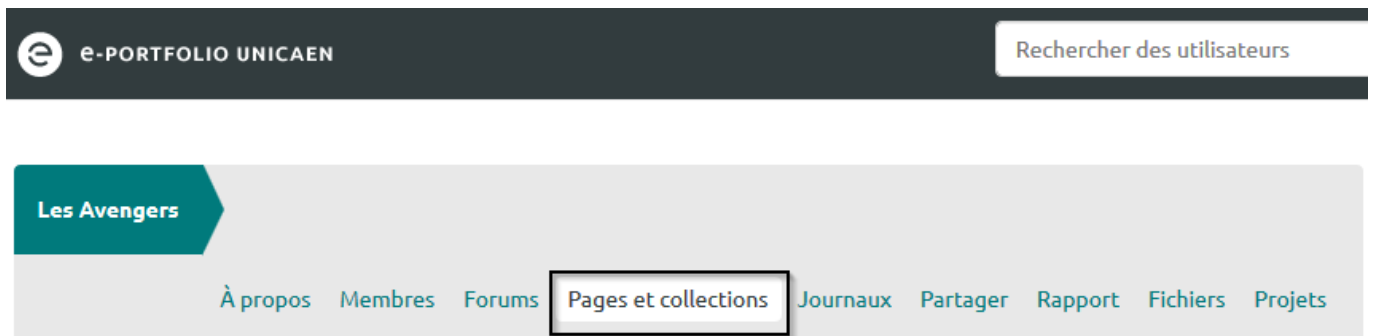 e e-PORTFOLIO UNICAEN Rechercher des utilisateurs
Les Avengers
À propos Membres Forums Pages et collections Journaux Partager Rapport Fichiers Projets